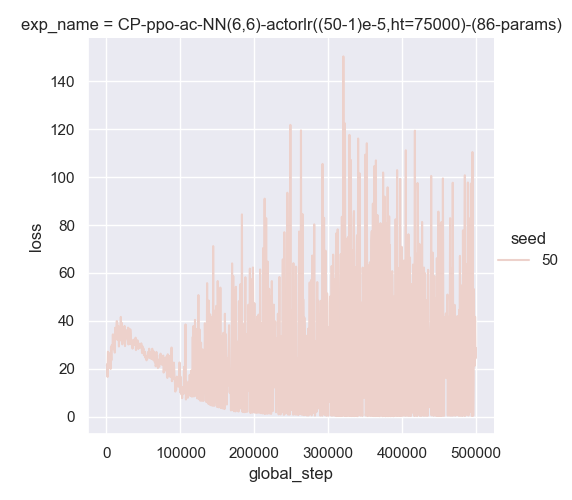 exp_name = CP-ppo-ac-NN(6,6)-actorlr((50-1)e-5,ht=75000)-(86-params)
140
120
100
80
60
40
20
0
loss
0 100000 200000 300000 400000 500000
global_step
seed
50